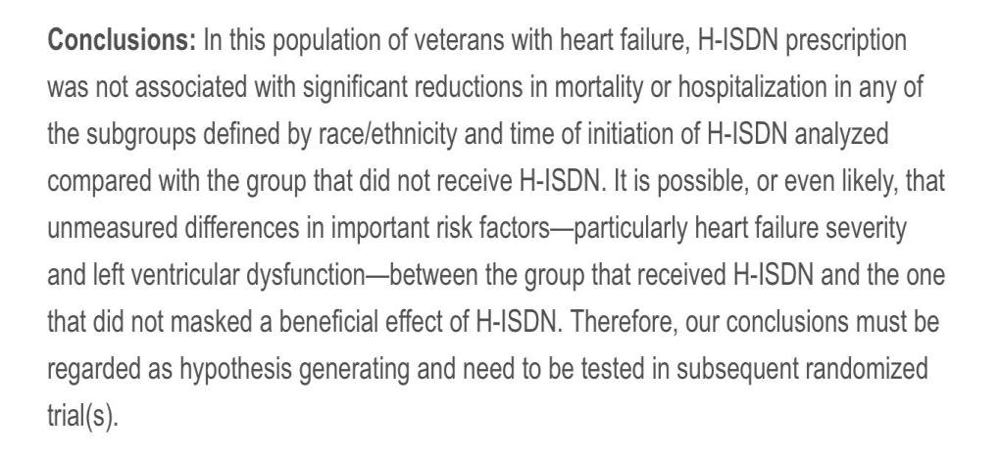 Conclusions: In this population of veterans with heart failure, H-ISDN prescription
was not associated with significant reductions in mortality or hospitalization in any of
the subgroups defined by race/ethnicity and time of initiation of H-ISDN analyzed
compared with the group that did not receive H-ISDN. It is possible, or even likely, that
unmeasured differences in important risk factors—particularly heart failure severity
and left ventricular dysfunction—between the group that received H-ISDN and the one
that did not masked a beneficial effect of H-ISDN. Therefore, our conclusions must be
regarded as hypothesis generating and need to be tested in subsequent randomized
trial(s).